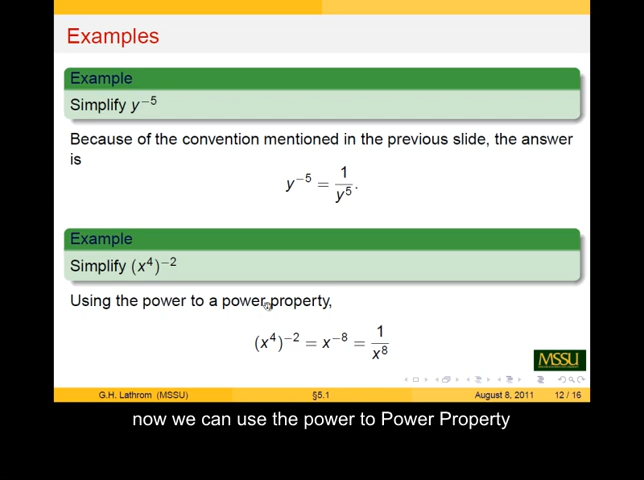 Examples
Example
Simplify y⁻⁵
Because of the convention mentioned in the previous slide, the answer
is
y⁻⁵ = 1/y⁵.
Example
Simplify (x⁴)⁻²
Using the power to a power property,
(x⁴)⁻² = x⁻⁸ = 1/x⁸
MSSU
G.H. Lathrom (MSSU) §5.1 August 8, 2011 12 / 16
now we can use the power to Power Property